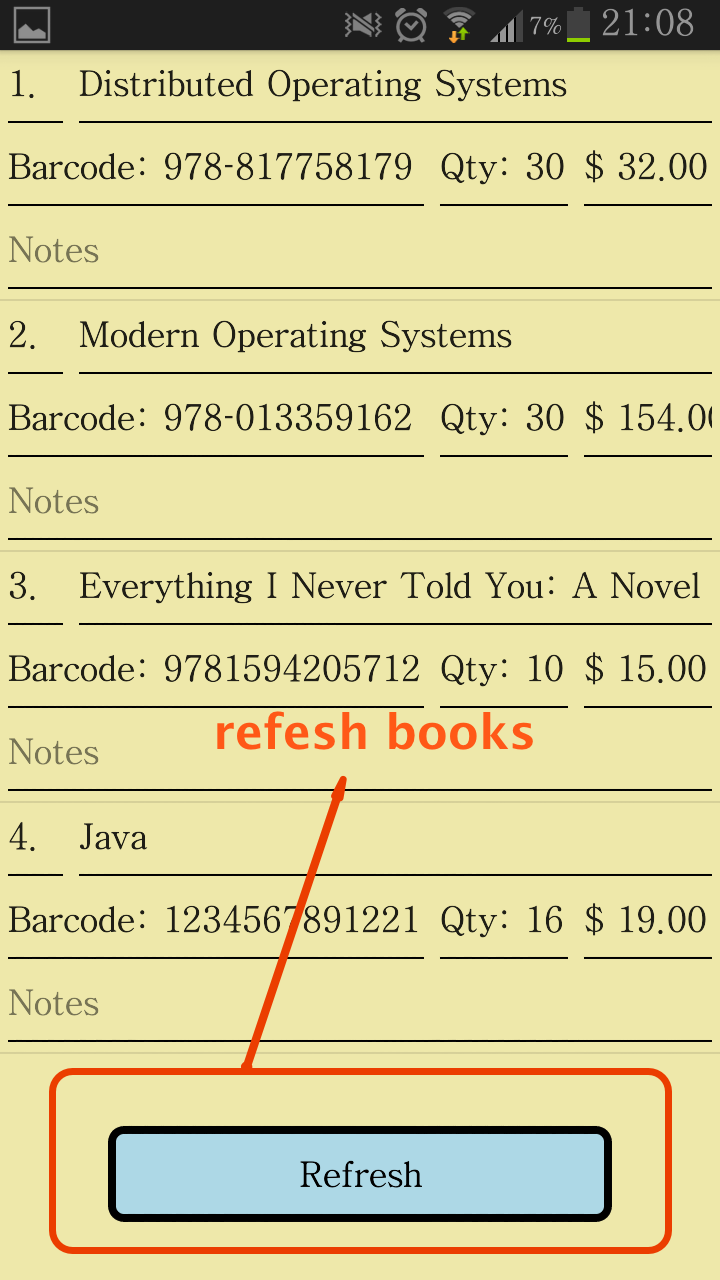 7% 21:08
1. Distributed Operating Systems
Barcode: 978-817758179 Qty: 30 $ 32.00
Notes
2. Modern Operating Systems
Barcode: 978-013359162 Qty: 30 $ 154.00
Notes
3. Everything I Never Told You: A Novel
Barcode: 9781594205712 Qty: 10 $ 15.00
refesh books
Notes
4. Java
Barcode: 1234567891221 Qty: 16 $ 19.00
Notes
Refresh